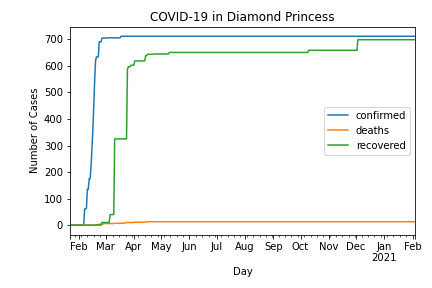 COVID-19 in Diamond Princess
700
600
500
400
300
200
100
0
Number of Cases
confirmed
deaths
recovered
Feb Mar Apr May Jun Jul Aug Sep Oct Nov Dec Jan Feb
2021
Day